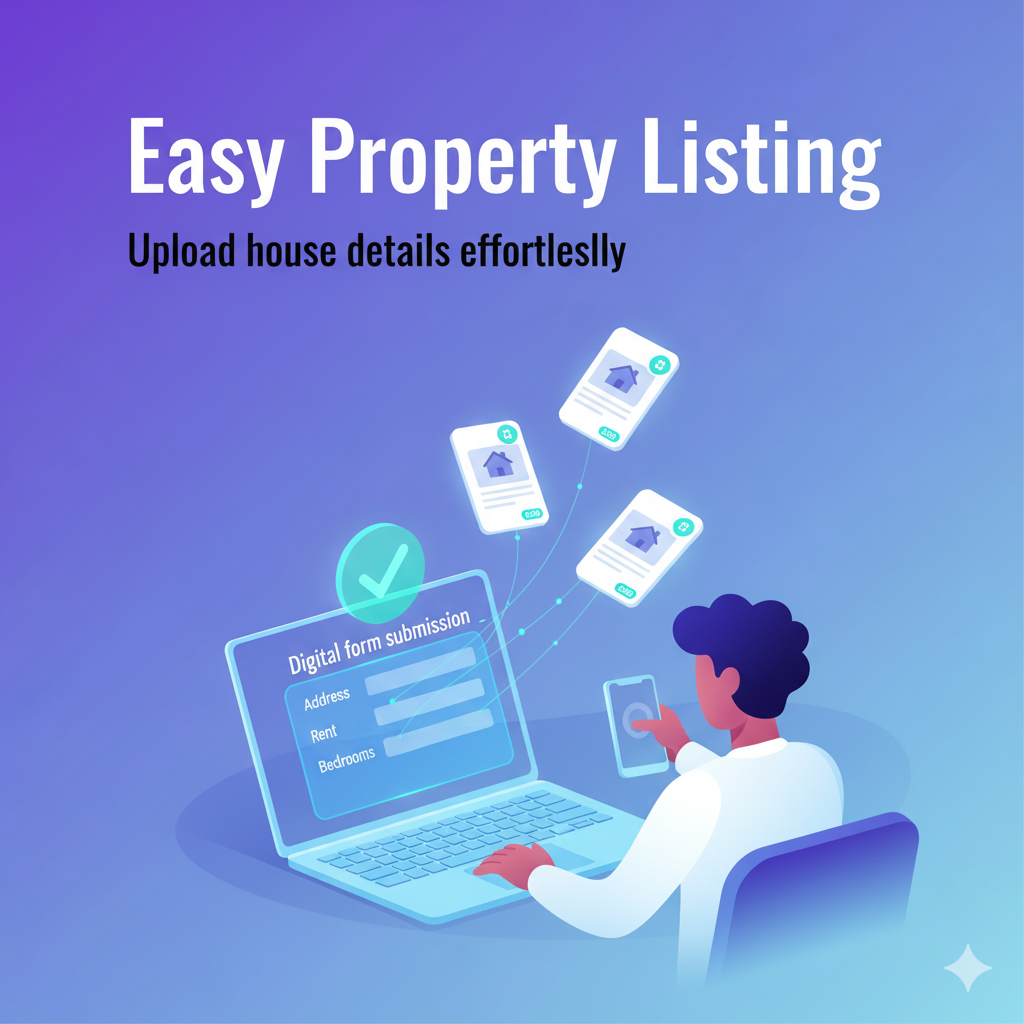 Easy Property Listing
Upload house details effortleslly
Digital form submission
Address
Rent
Bedrooms